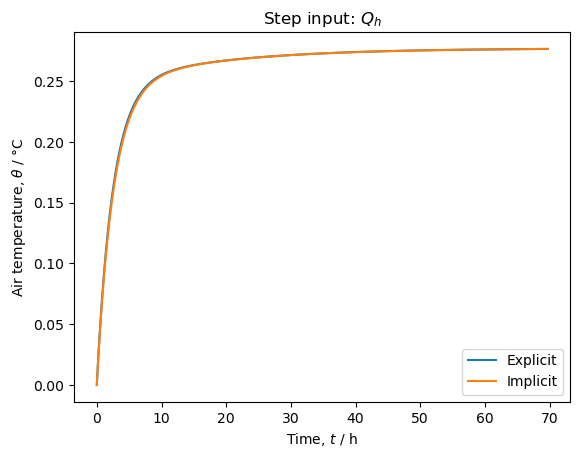 Step input: Qh
Air temperature, θ / °C
0.25
0.20
0.15
0.10
0.05
0.00
Explicit
Implicit
0 10 20 30 40 50 60 70
Time, t / h